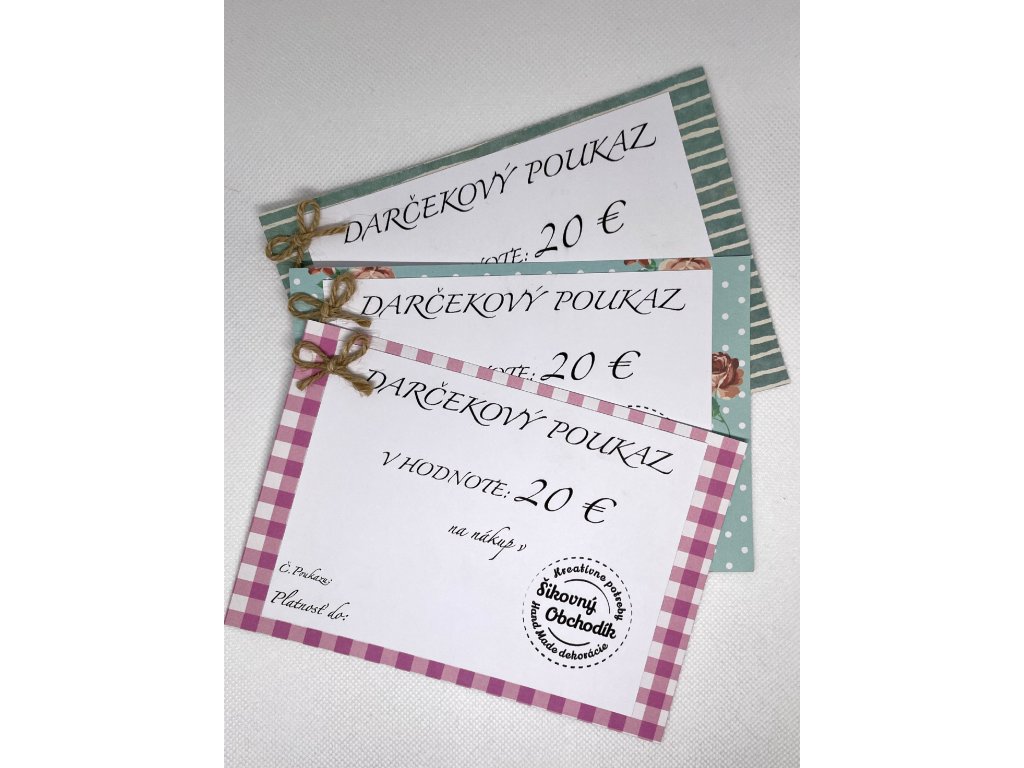 DARČEKOVÝ POUKAZ
HODNOTE: 20 €
DARČEKOVÝ POUKAZ
20 €
DARČEKOVÝ POUKAZ
V HODNOTE: 20 €
na nákup v
Č. Poukazu:
Platnosť do:
Kreatívne potreby
Šikovný
Obchodík
Hand Made dekorácie